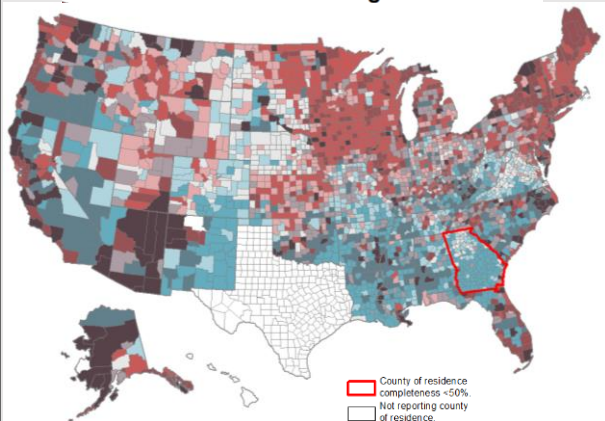 County of residence
completeness <50%.
Not reporting county
of residence.